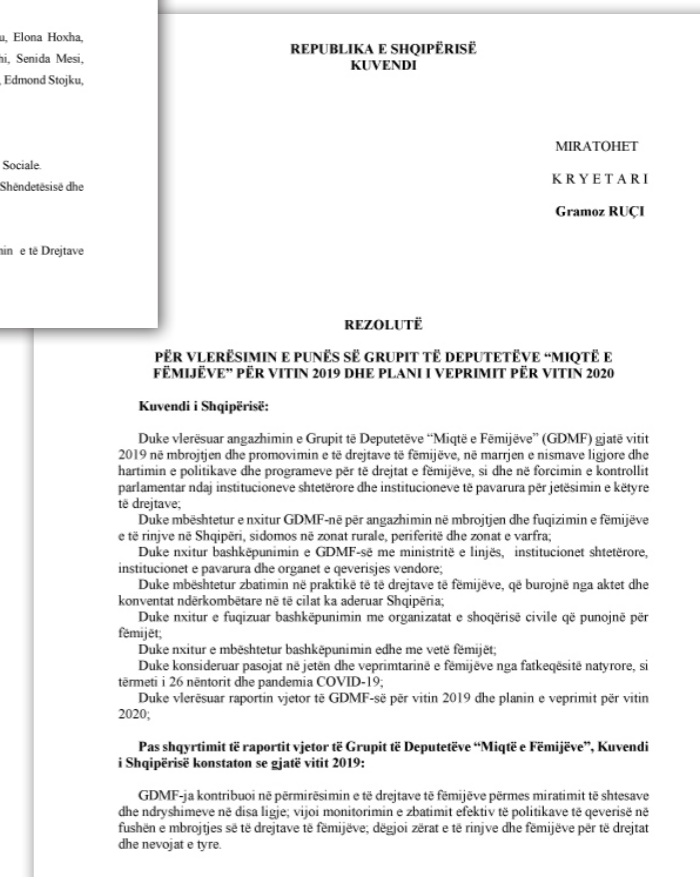 Elona Hoxha,
Senida Mesi,
Edmond Stojku,
Sociale.
Shëndetësisë dhe
e të Drejtave
REPUBLIKA E SHQIPËRISË
KUVENDI
MIRATOHET
K R Y E T A R I
Gramoz RUÇI
REZOLUTË
PËR VLERËSIMIN E PUNËS SË GRUPIT TË DEPUTETËVE “MIQTË E
FËMIJËVE” PËR VITIN 2019 DHE PLANI I VEPRIMIT PËR VITIN 2020
Kuvendi i Shqipërisë:
Duke vlerësuar angazhimin e Grupit të Deputetëve “Miqtë e Fëmijëve” (GDMF) gjatë vitit
2019 në mbrojtjen dhe promovimin e të drejtave të fëmijëve, në marrjen e nismave ligjore dhe
hartimin e politikave dhe programeve për të drejtat e fëmijëve, si dhe në forcimin e kontrollit
parlamentar ndaj institucioneve shtetërore dhe institucioneve të pavarura për jetësimin e këtyre
të drejtave;
Duke mbështetur e nxitur GDMF-në për angazhim në mbrojtjen dhe fuqizim e fëmijëve
e të rinjve në Shqipëri, sidomos në zonat rurale, periferitë dhe zonat e varfra;
Duke nxitur bashkëpunimin e GDMF-së me ministritë e linjës, institucionet shtetërore,
institucionet e pavarura dhe organet e qeverisjes vendore;
Duke mbështetur zbatimin në praktikë të të drejtave të fëmijëve, që burojnë nga aktet dhe
konventat ndërkombëtare në të cilat ka aderuar Shqipëria;
Duke nxitur e fuqizuar bashkëpunimin me organizatat e shoqërisë civile që punojnë për
fëmijët;
Duke nxitur e mbështetur bashkëpunimin edhe me vetë fëmijët;
Duke konsideruar pasojat në jetën dhe veprimtarinë e fëmijëve nga fatkeqësitë natyrore, si
tërmeti i 26 nëntorit dhe pandemia COVID-19;
Duke vlerësuar raportin vjetor të GDMF-së për vitin 2019 dhe planin e veprimit për vitin
2020;
Pas shqyrtimit të raportit vjetor të Grupit të Deputetëve “Miqtë e Fëmijëve”, Kuvendi
i Shqipërisë konstaton se gjatë vitit 2019:
GDMF-ja kontribuoi në përmirësimin e të drejtave të fëmijëve përmes miratimit të shtesave
dhe ndryshimeve në disa ligje; vijoi monitorimin e zbatimit efektiv të politikave të qeverisë në
fushën e mbrojtjes së të drejtave të fëmijëve; dëgjoi zërat e të rinjve dhe fëmijëve për të drejtat
dhe nevojat e tyre.